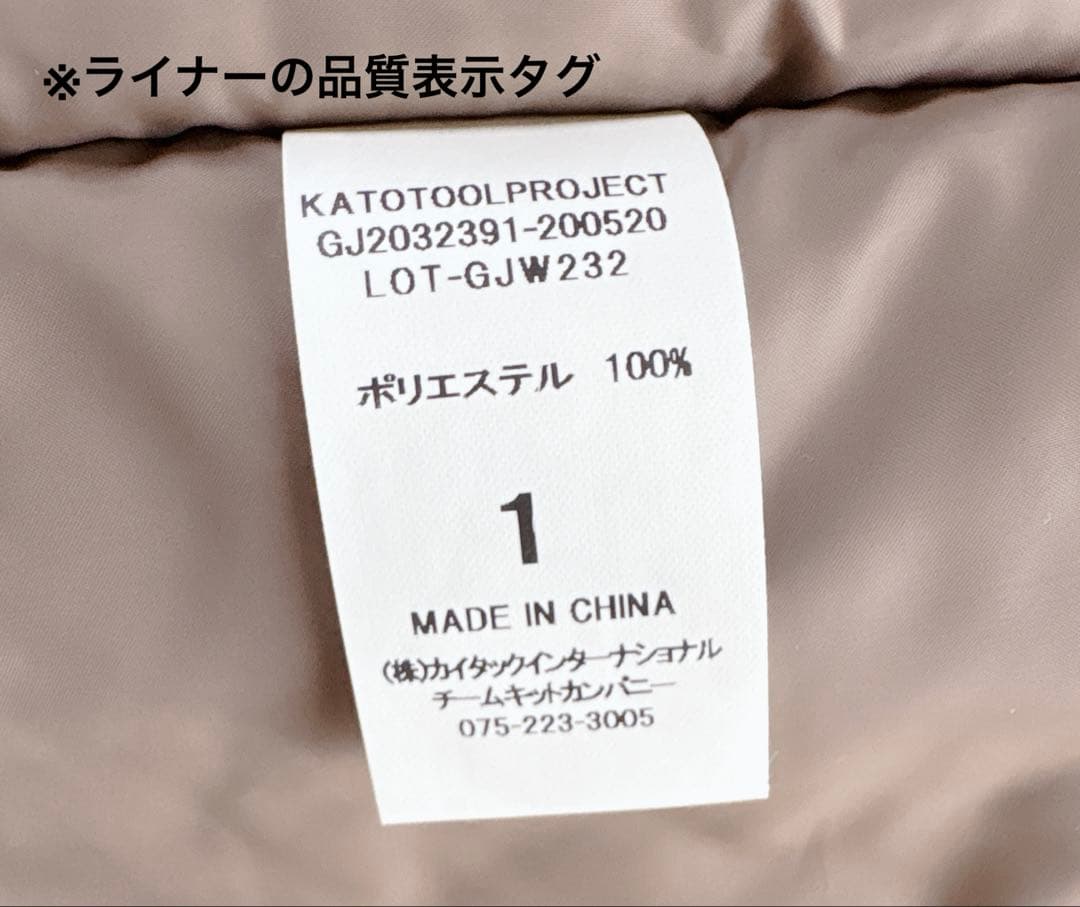 ※ライナーの品質表示タグ
KATOTOOLPROJECT
GJ2032391-200520
LOT-GJW232
ポリエステル 100%
1
MADE IN CHINA
(株)カイタックインターナショナル
チームキットカンパニー
075-223-3005